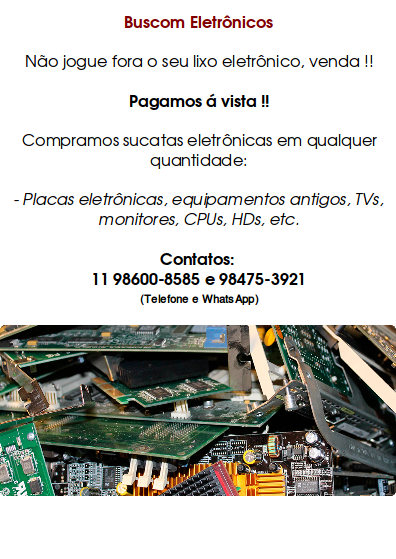 Buscom Eletrônicos
Não jogue fora o seu lixo eletrônico, venda !!
Pagamos á vista !!
Compramos sucatas eletrônicas em qualquer
quantidade:
- Placas eletrônicas, equipamentos antigos, TVs,
monitores, CPUs, HDs, etc.
Contatos:
11 98600-8585 e 98475-3921
(Telefone e WhatsApp)